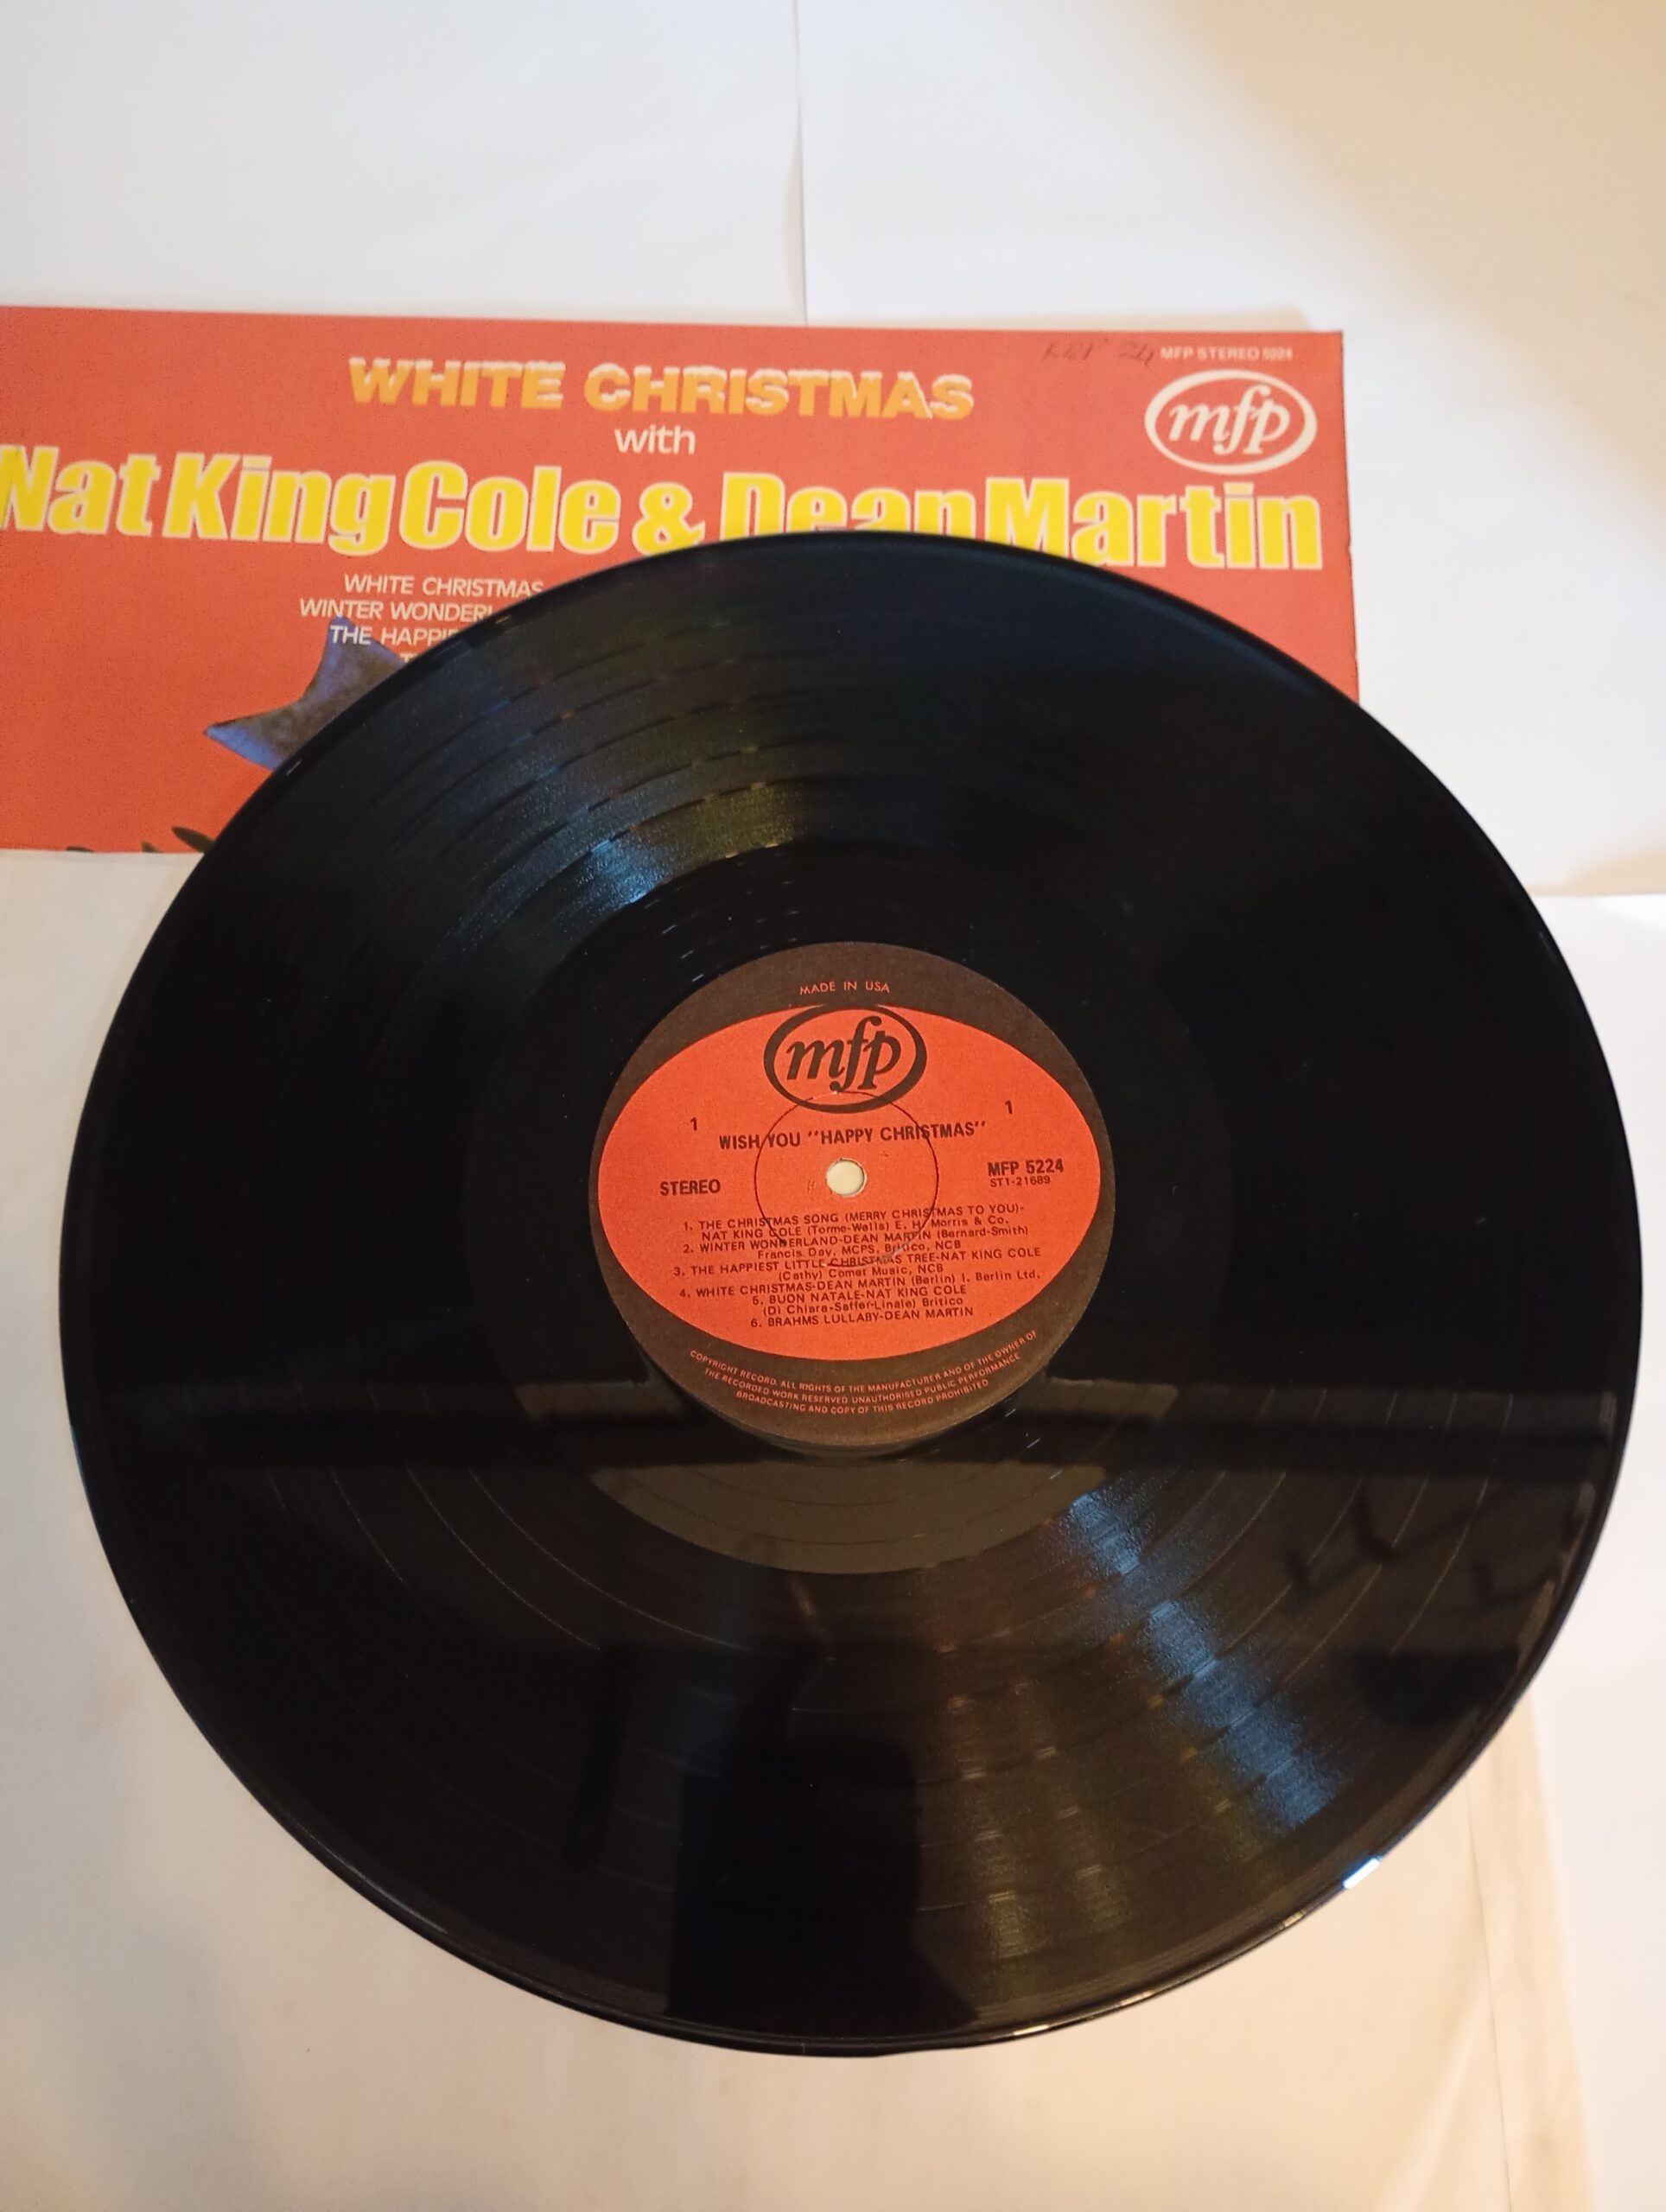 MFP STEREO 5224
WHITE CHRISTMAS
mfp
with
Nat King Cole & Dean Martin
WHITE CHRISTMAS
WINTER WONDERL
THE HAPPIE
MADE IN USA
mfp
1 1
WISH YOU "HAPPY CHRISTMAS"
STEREO
MFP 5224
ST1-21689
1. THE CHRISTMAS SONG (MERRY CHRISTMAS TO YOU)-
NAT KING COLE (Torme-Wells) E. H. Morris & Co.
2. WINTER WONDERLAND-DEAN MARTIN (Bernard-Smith)
Francis Day, MCPS, Britico, NCB
3. THE HAPPIEST LITTLE CHRISTMAS TREE-NAT KING COLE
(Cathy) Comet Music, NCB
4. WHITE CHRISTMAS-DEAN MARTIN (Berlin) I. Berlin Ltd.
5. BUON NATALE-NAT KING COLE
(Di Chiara-Saffer-Linale) Britico
6. BRAHMS LULLABY-DEAN MARTIN
COPYRIGHT RECORD. ALL RIGHTS OF THE MANUFACTURER AND OF THE OWNER OF
THE RECORDED WORK RESERVED UNAUTHORISED PUBLIC PERFORMANCE
BROADCASTING AND COPY OF THIS RECORD PROHIBITED